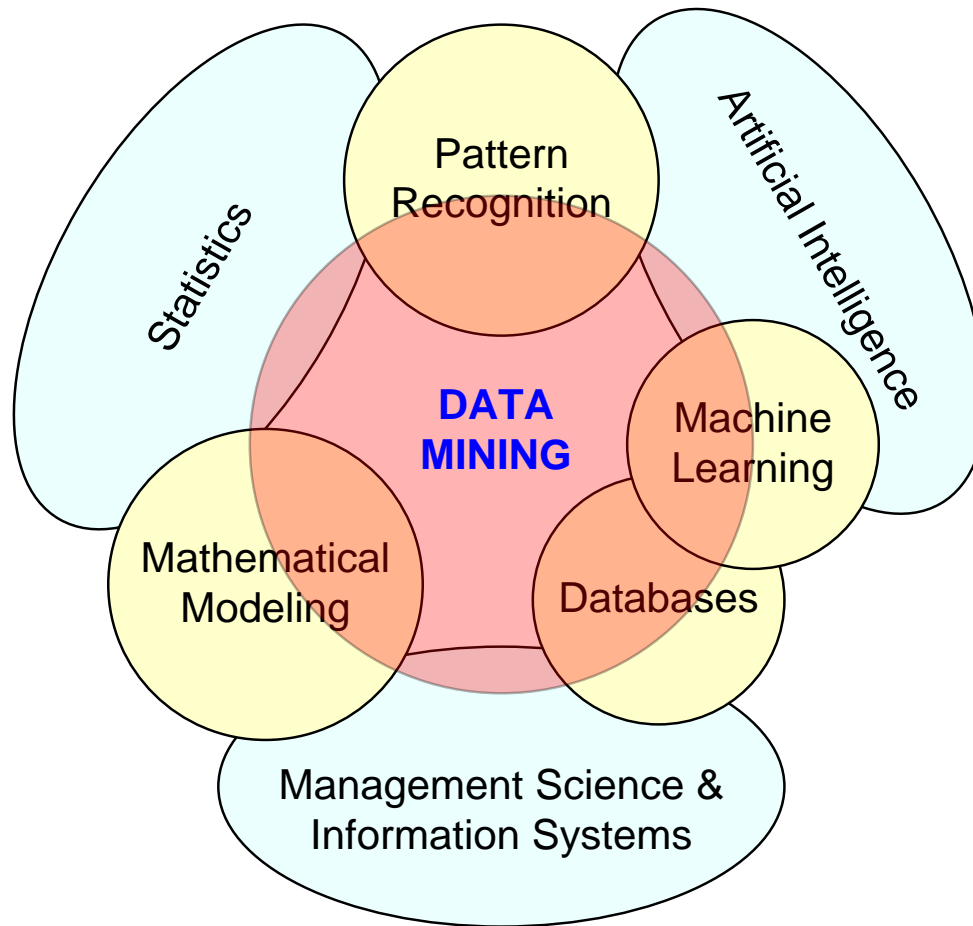 Pattern
Recognition
Artificial Intelligence
Statistics
DATA
MINING
Machine
Learning
Mathematical
Modeling
Databases
Management Science &
Information Systems